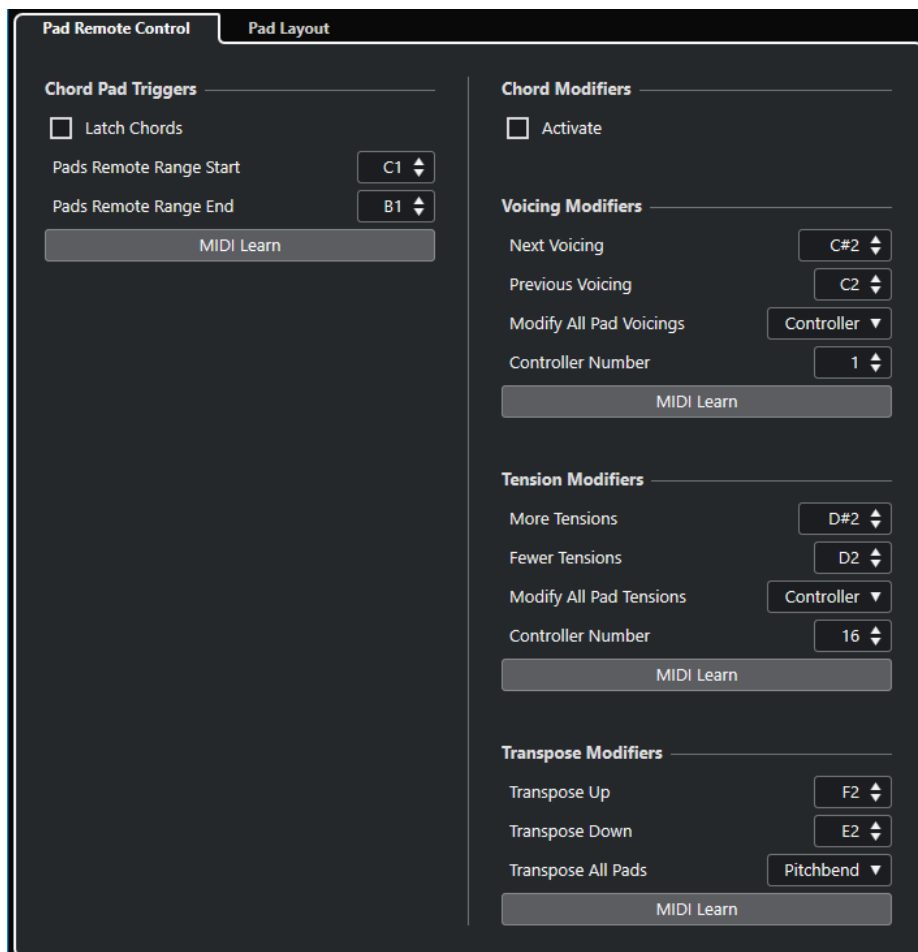 Pad Remote Control
Pad Layout
Chord Pad Triggers
Latch Chords
Pads Remote Range Start C1
Pads Remote Range End B1
MIDI Learn
Chord Modifiers
Activate
Voicing Modifiers
Next Voicing C#2
Previous Voicing C2
Modify All Pad Voicings Controller
Controller Number 1
MIDI Learn
Tension Modifiers
More Tensions D#2
Fewer Tensions D2
Modify All Pad Tensions Controller
Controller Number 16
MIDI Learn
Transpose Modifiers
Transpose Up F2
Transpose Down E2
Transpose All Pads Pitchbend
MIDI Learn